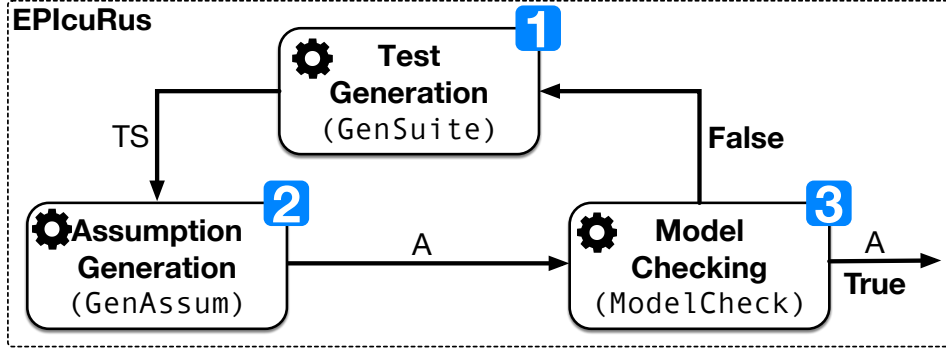 EPIcuRus
1
Test
Generation
(GenSuite)
TS
False
2
Assumption
Generation
(GenAssum)
A
3
Model
Checking
(ModelCheck)
A
True